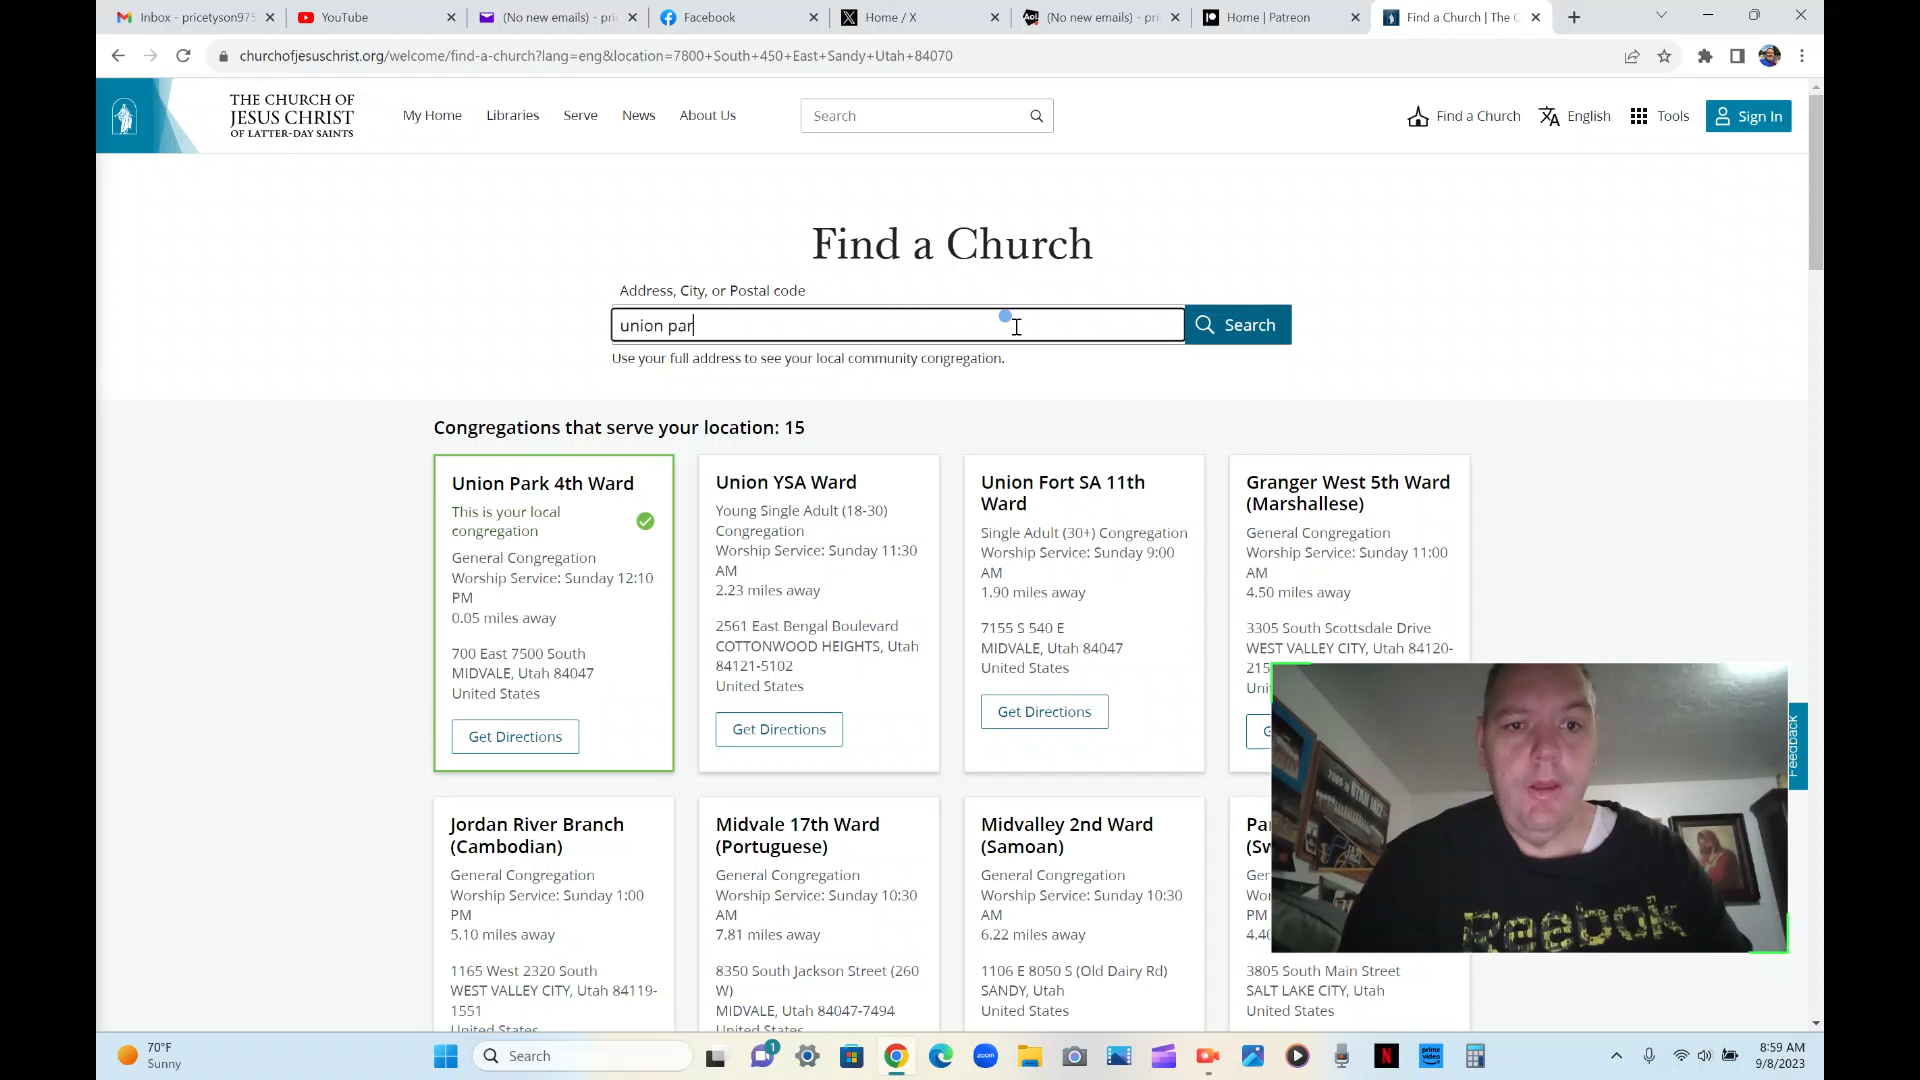 Inbox - pricetyson975
YouTube
(No new emails) - pri
Facebook
Home / X
Aol.
(No new emails) - pri
Home | Patreon
Find a Church | The C
churchofjesuschrist.org/welcome/find-a-church?lang=eng&location=7800+South+450+East+Sandy+Utah+84070
THE CHURCH OF
JESUS CHRIST
OF LATTER-DAY SAINTS
My Home
Libraries
Serve
News
About Us
Search
Find a Church
English
Tools
Sign In
Find a Church
Address, City, or Postal code
union par
Search
Use your full address to see your local community congregation.
Congregations that serve your location: 15
Union Park 4th Ward
This is your local
congregation
General Congregation
Worship Service: Sunday 12:10
PM
0.05 miles away
700 East 7500 South
MIDVALE, Utah 84047
United States
Get Directions
Union YSA Ward
Young Single Adult (18-30)
Congregation
Worship Service: Sunday 11:30
AM
2.23 miles away
2561 East Bengal Boulevard
COTTONWOOD HEIGHTS, Utah
84121-5102
United States
Get Directions
Union Fort SA 11th
Ward
Single Adult (30+) Congregation
Worship Service: Sunday 9:00
AM
1.90 miles away
7155 S 540 E
MIDVALE, Utah 84047
United States
Get Directions
Granger West 5th Ward
(Marshallese)
General Congregation
Worship Service: Sunday 11:00
AM
4.50 miles away
3305 South Scottsdale Drive
WEST VALLEY CITY, Utah 84120-
Jordan River Branch
(Cambodian)
General Congregation
Worship Service: Sunday 1:00
PM
5.10 miles away
1165 West 2320 South
WEST VALLEY CITY, Utah 84119-
1551
United States
Midvale 17th Ward
(Portuguese)
General Congregation
Worship Service: Sunday 10:30
AM
7.81 miles away
8350 South Jackson Street (260
W)
MIDVALE, Utah 84047-7494
United States
Midvalley 2nd Ward
(Samoan)
General Congregation
Worship Service: Sunday 10:30
AM
6.22 miles away
1106 E 8050 S (Old Dairy Rd)
SANDY, Utah
United States
PM
3805 South Main Street
SALT LAKE CITY, Utah
United States
Feedback
UTAH JAZZ
Reebok
70°F
Sunny
Search
1
zoom
N
prime video
8:59 AM
9/8/2023